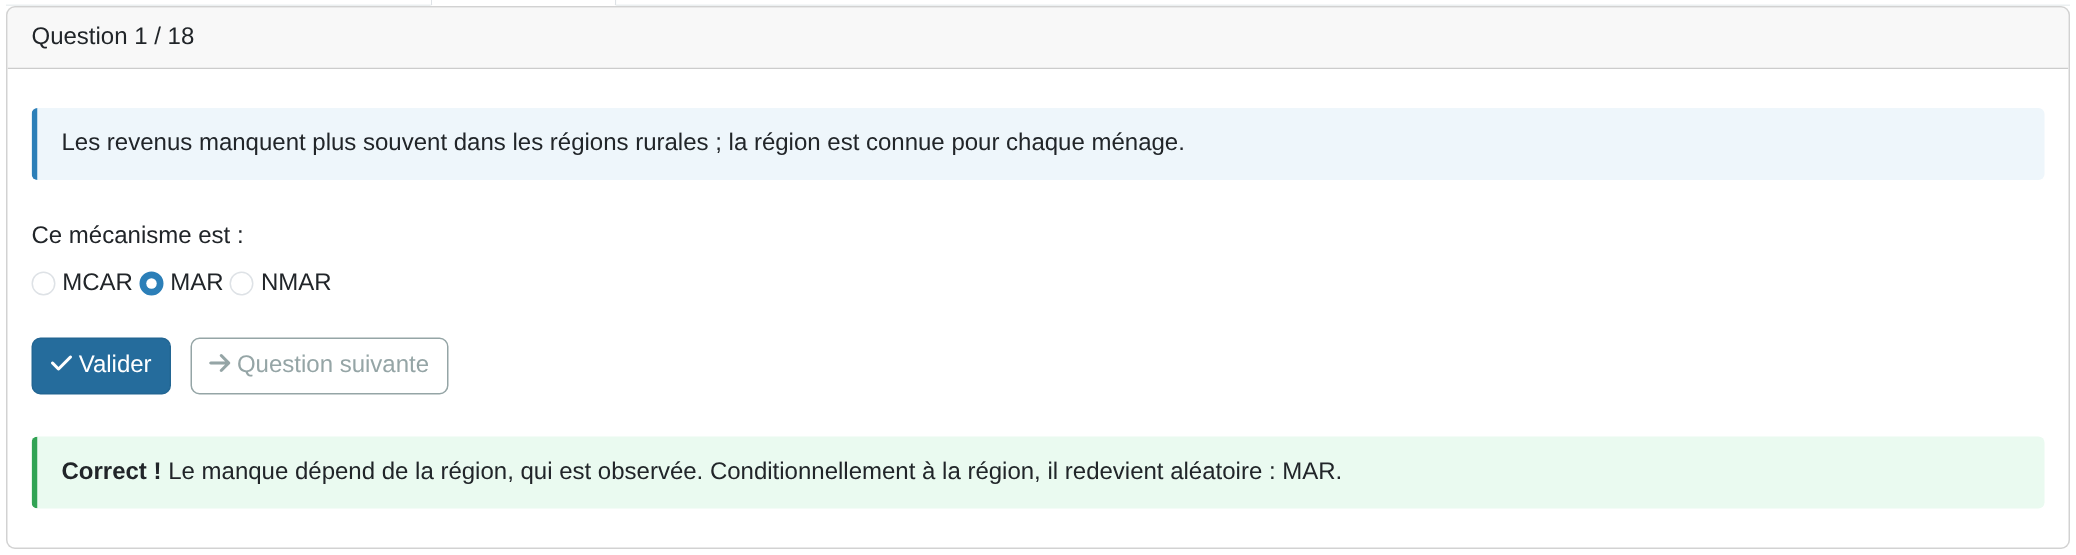 Question 1 / 18
Les revenus manquent plus souvent dans les régions rurales ; la région est connue pour chaque ménage.
Ce mécanisme est :
MCAR MAR NMAR
Valider Question suivante
Correct ! Le manque dépend de la région, qui est observée. Conditionnellement à la région, il redevient aléatoire : MAR.